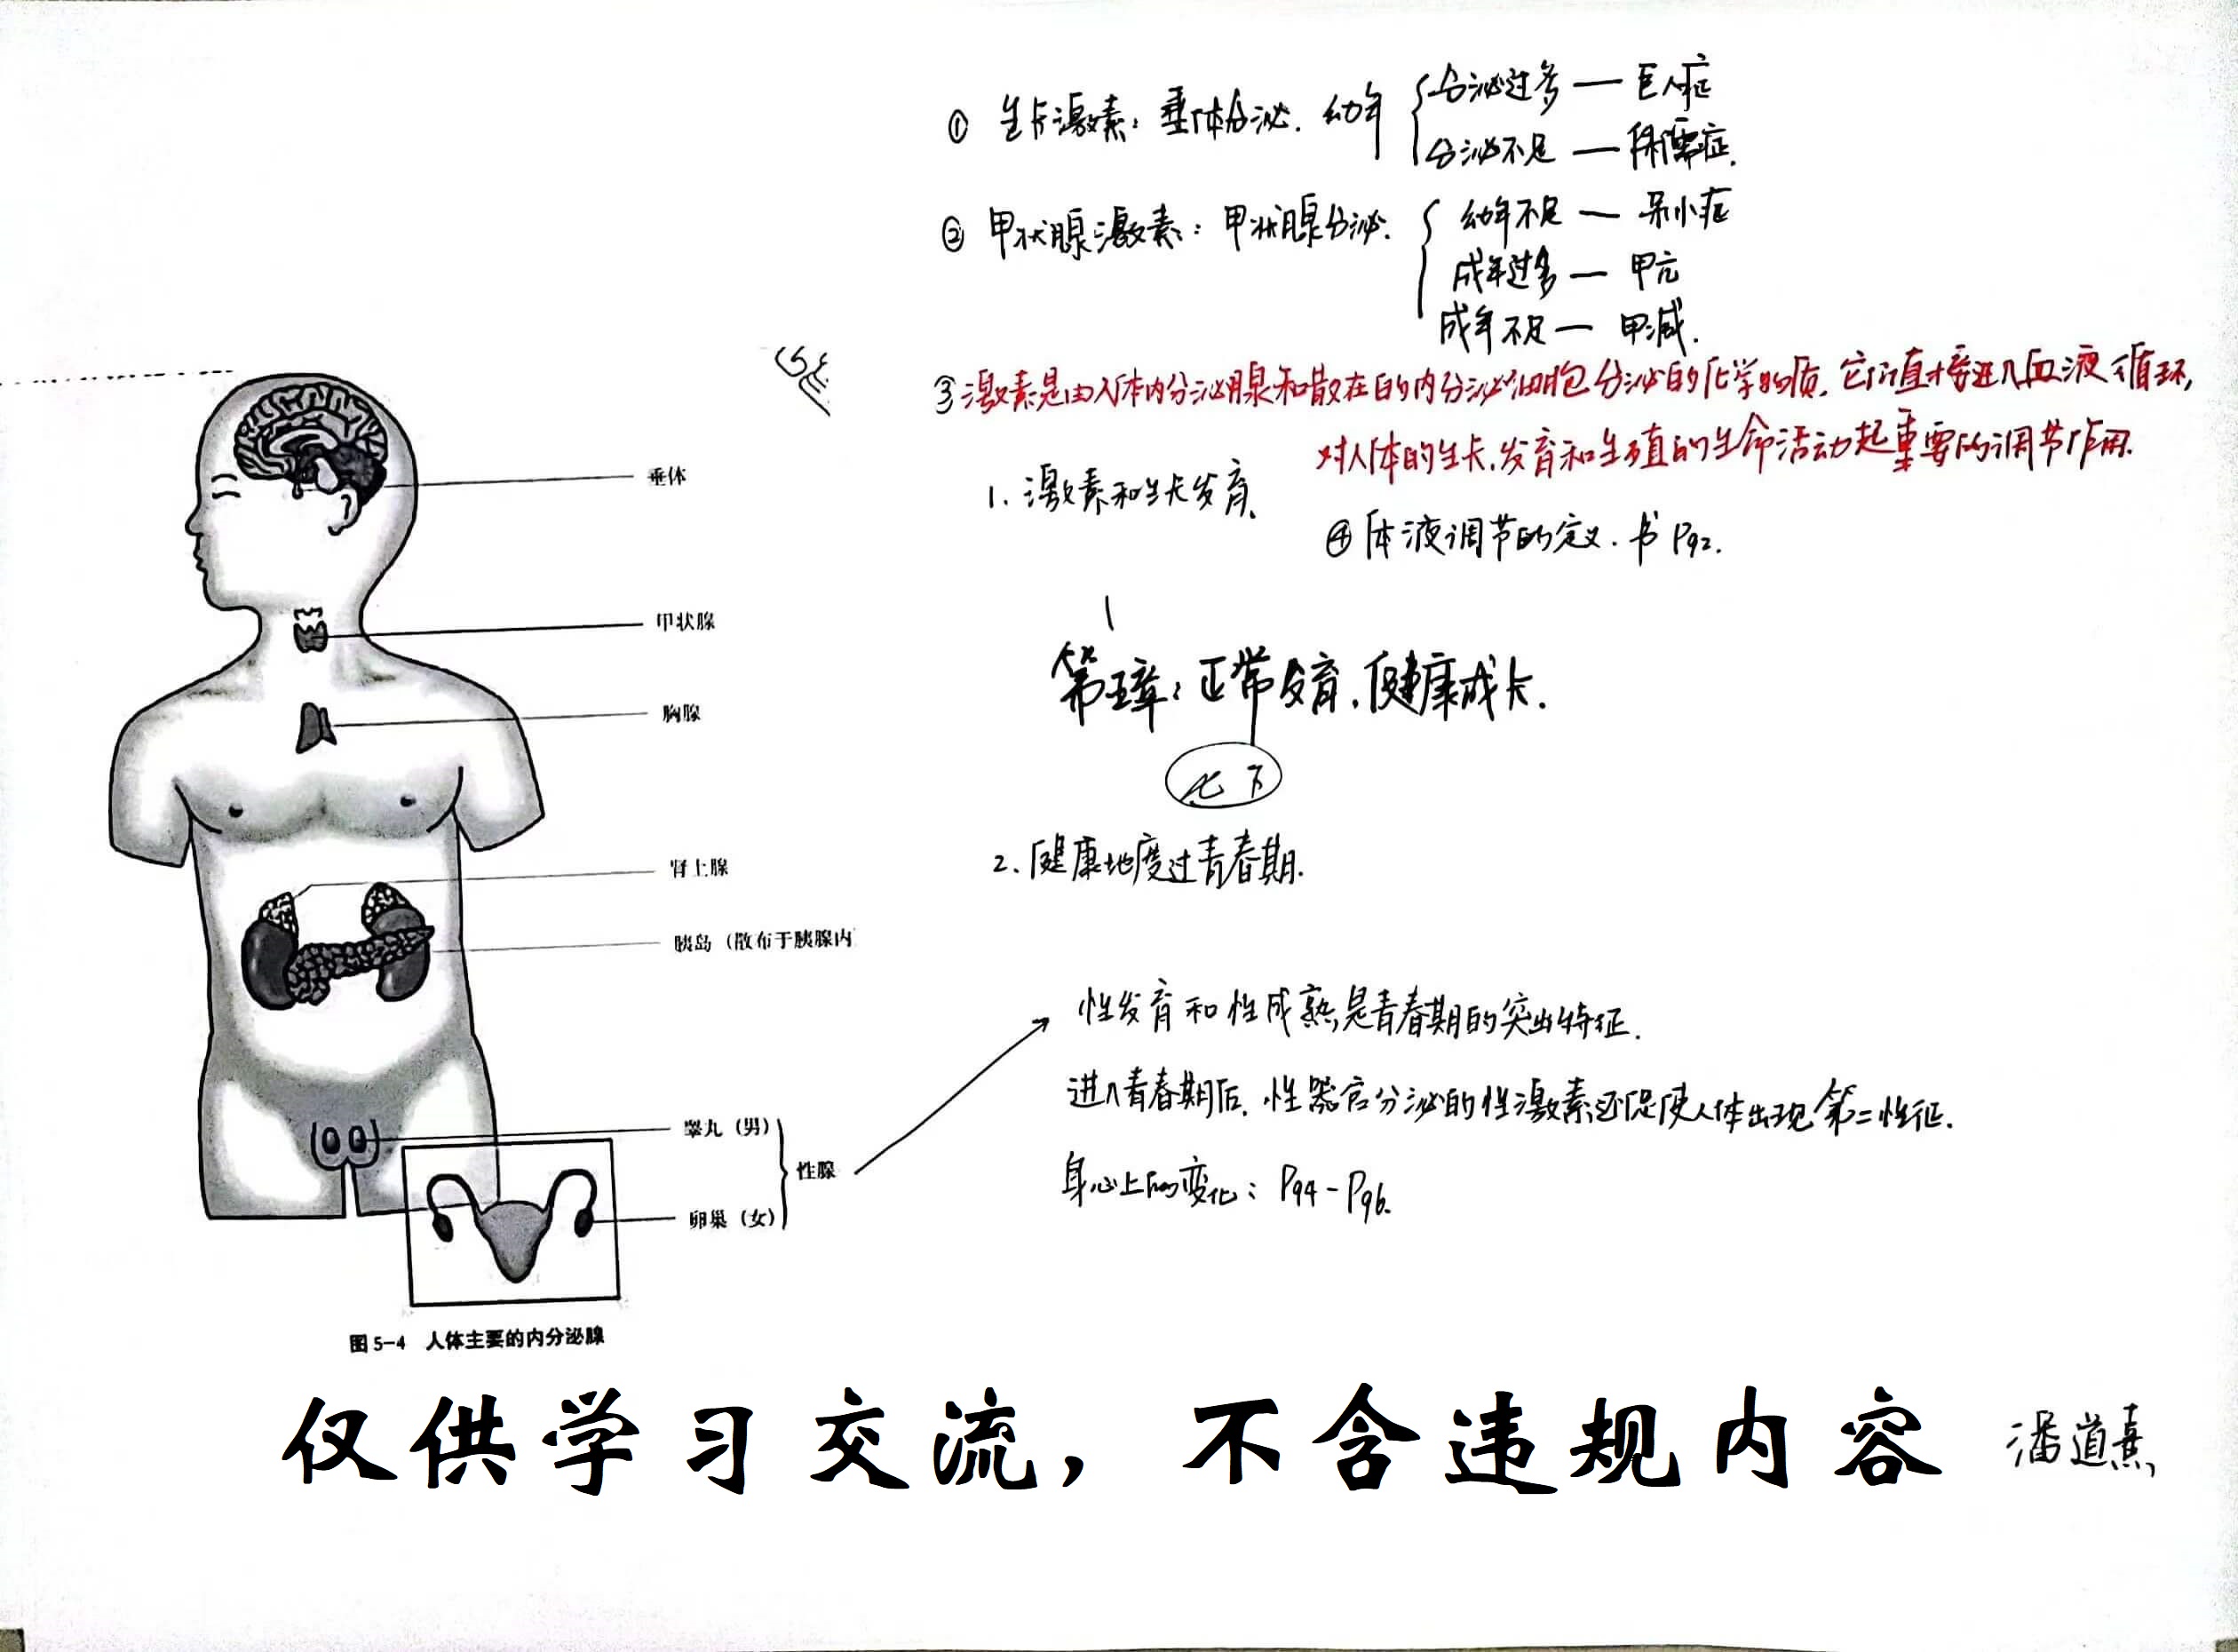 ① 生长激素：垂体分泌. 幼年
分泌过多 — 巨人症
分泌不足 — 侏儒症.
② 甲状腺激素：甲状腺分泌.
幼年不足 — 呆小症
成年过多 — 甲亢
成年不足 — 甲减.
③ 激素是由人体内分泌腺和散在的内分泌细胞分泌的化学物质. 它们直接进入血液循环,
对人体的生长.发育和生殖的生命活动起重要的调节作用.
1. 激素和生长发育.
④ 体液调节的定义. 书 P92.
第五章：正常发育.健康成长.
七下
2. 健康地度过青春期.
性发育和性成熟是青春期的突出特征.
进入青春期后. 性器官分泌的性激素还促使人体出现第二性征.
身心上的变化：P94-P96.
垂体
甲状腺
胸腺
肾上腺
胰岛（散布于胰腺内
睾丸（男）
性腺
卵巢（女）
图 5-4 人体主要的内分泌腺
仅供学习交流，不含违规内容
潘道熹